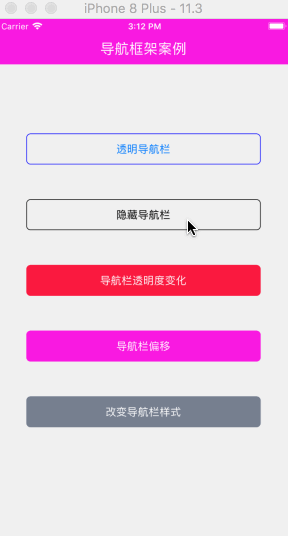 iPhone 8 Plus - 11.3
Carrier 3:12 PM
导航框架案例
透明导航栏
隐藏导航栏
导航栏透明度变化
导航栏偏移
改变导航栏样式